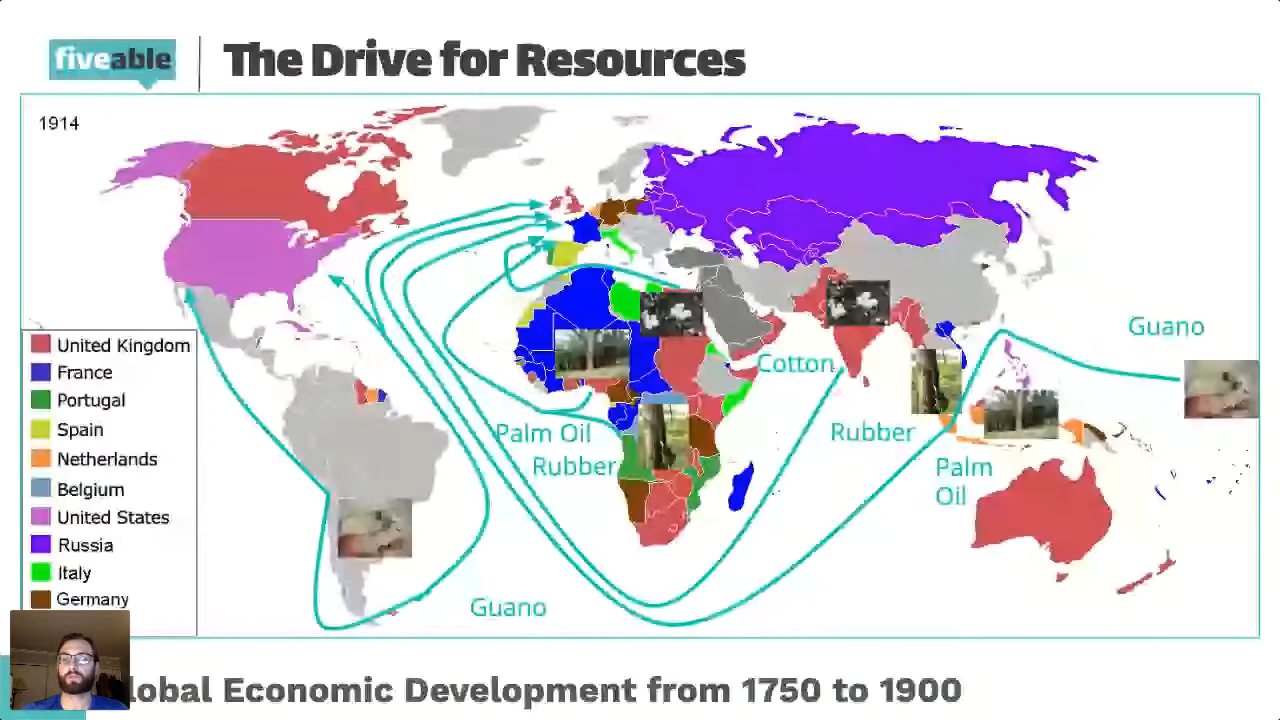 fiveable
The Drive for Resources
1914
Guano
United Kingdom
France
Cotton
Portugal
Spain
Palm Oil
Rubber
Netherlands
Rubber
Palm
Oil
Belgium
United States
Russia
Italy
Germany
Guano
lobal Economic Development from 1750 to 1900